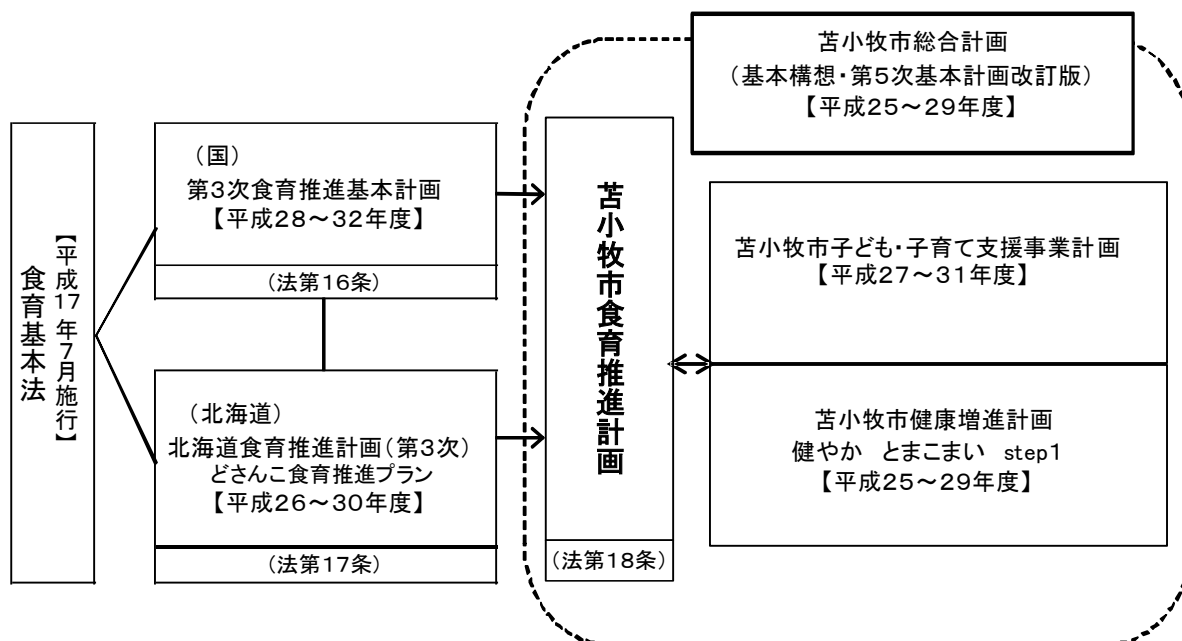 食育基本法
【平成17年7月施行】
（国）
第3次食育推進基本計画
【平成28～32年度】
（法第16条）
（北海道）
北海道食育推進計画（第3次）
どさんこ食育推進プラン
【平成26～30年度】
（法第17条）
苫小牧市食育推進計画
（法第18条）
苫小牧市総合計画
（基本構想・第5次基本計画改訂版）
【平成25～29年度】
苫小牧市子ども・子育て支援事業計画
【平成27～31年度】
苫小牧市健康増進計画
健やか　とまこまい　step1
【平成25～29年度】